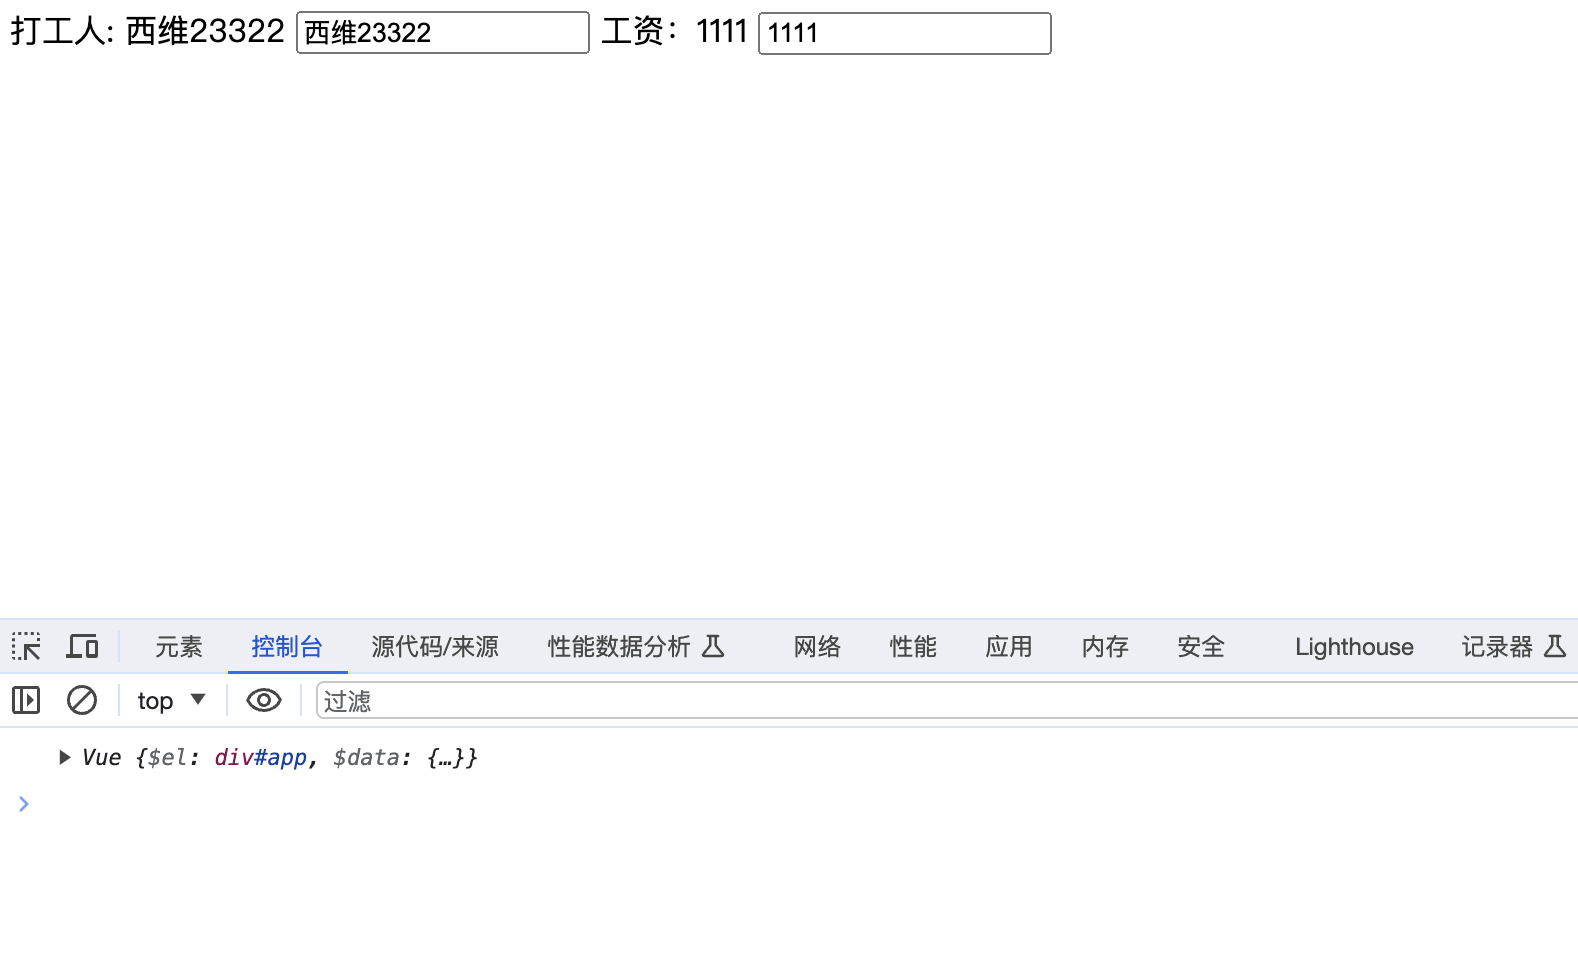 打工人: 西维23322 西维23322 工资：1111 1111
元素 控制台 源代码/来源 性能数据分析 网络 性能 应用 内存 安全 Lighthouse 记录器
top 过滤
Vue {$el: div#app, $data: {…}}